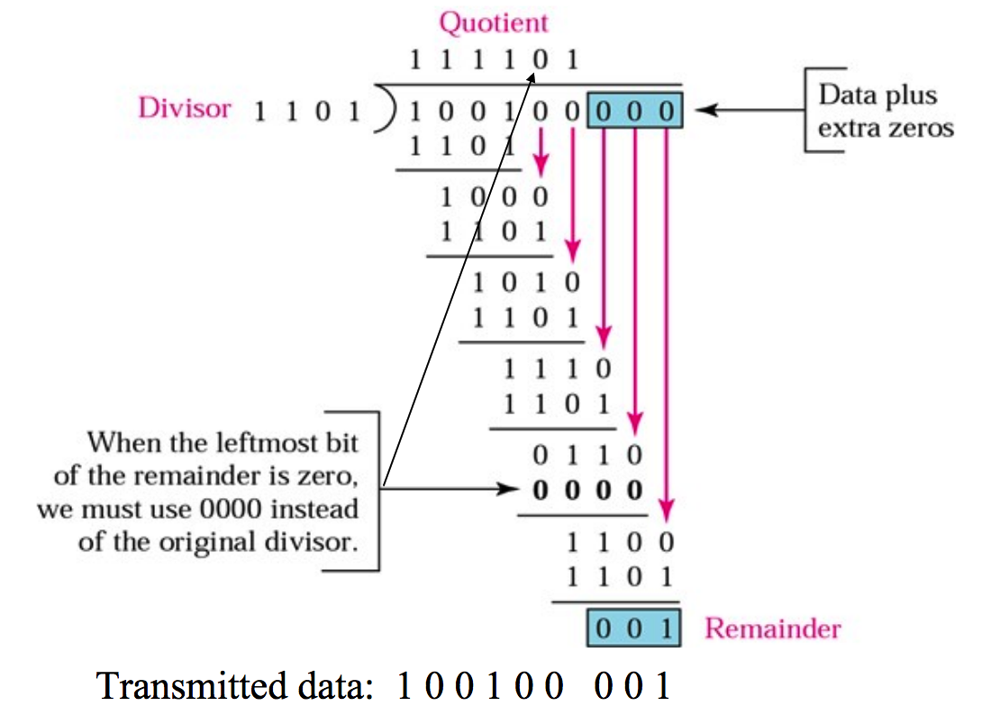 Quotient
1 1 1 1 0 1
Divisor 1 1 0 1 1 0 0 1 0 0 0 0 0
Data plus
extra zeros
1 1 0 1
1 0 0 0
1 1 0 1
1 0 1 0
1 1 0 1
1 1 1 0
1 1 0 1
When the leftmost bit
of the remainder is zero,
we must use 0000 instead
of the original divisor.
0 1 1 0
0 0 0 0
1 1 0 0
1 1 0 1
0 0 1 Remainder
Transmitted data: 1 0 0 1 0 0 0 0 1